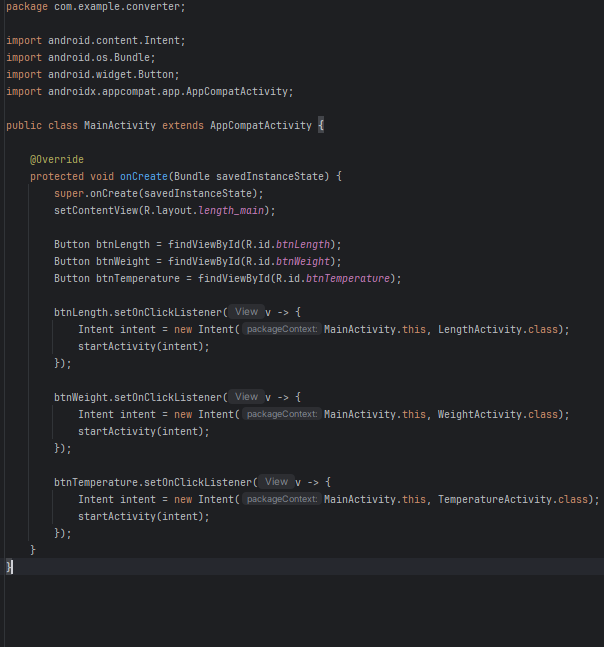 package com.example.converter;
import android.content.Intent;
import android.os.Bundle;
import android.widget.Button;
import androidx.appcompat.app.AppCompatActivity;
public class MainActivity extends AppCompatActivity {
@Override
protected void onCreate(Bundle savedInstanceState) {
super.onCreate(savedInstanceState);
setContentView(R.layout.length_main);
Button btnLength = findViewById(R.id.btnLength);
Button btnWeight = findViewById(R.id.btnWeight);
Button btnTemperature = findViewById(R.id.btnTemperature);
btnLength.setOnClickListener( View v -> {
Intent intent = new Intent( packageContext: MainActivity.this, LengthActivity.class);
startActivity(intent);
});
btnWeight.setOnClickListener( View v -> {
Intent intent = new Intent( packageContext: MainActivity.this, WeightActivity.class);
startActivity(intent);
});
btnTemperature.setOnClickListener( View v -> {
Intent intent = new Intent( packageContext: MainActivity.this, TemperatureActivity.class);
startActivity(intent);
});
}
}